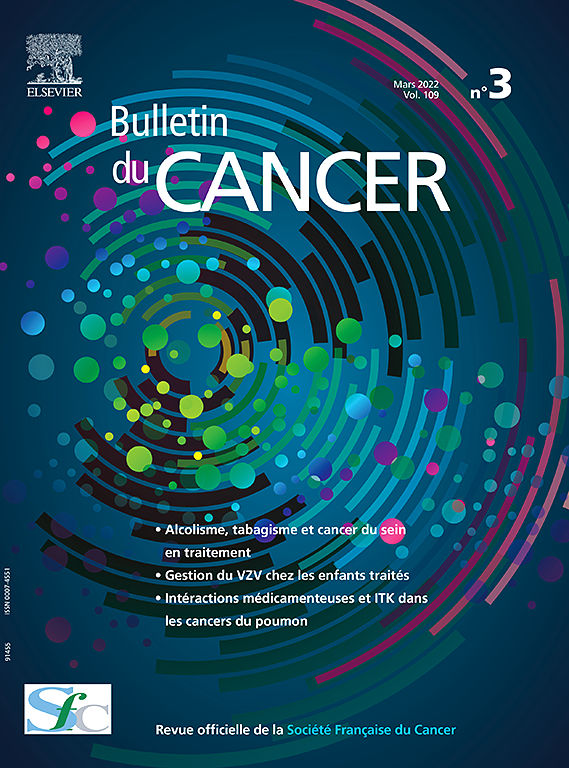 ELSEVIER
Mars 2022
Vol. 109
n°3
Bulletin
du CANCER
• Alcolisme, tabagisme et cancer du sein
en traitement
• Gestion du VZV chez les enfants traités
• Intéractions médicamenteuses et ITK dans
les cancers du poumon
ISSN 0007-4551
91455
Sfc
Revue officielle de la Société Française du Cancer